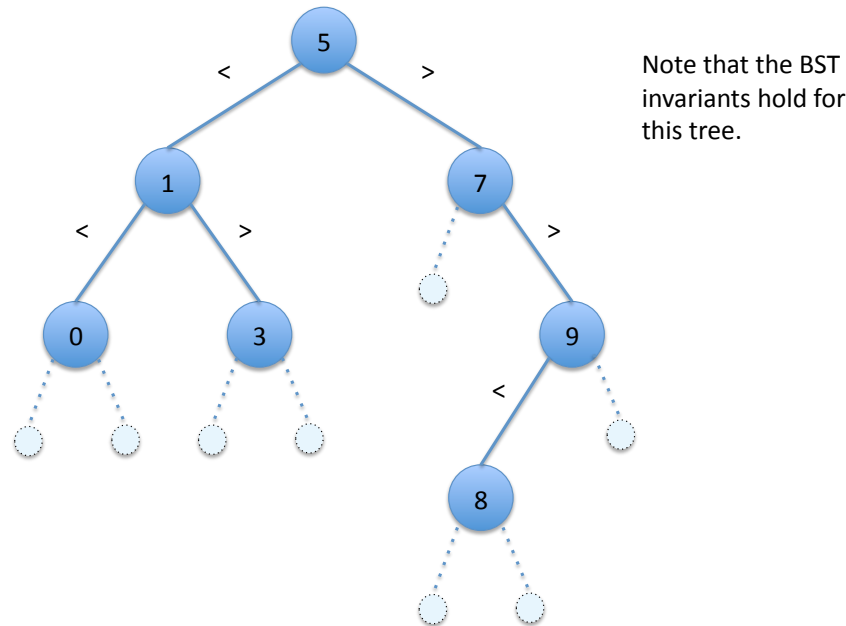 5
< >
Note that the BST
invariants hold for
this tree.
1 7
< > >
0 3 9
<
8